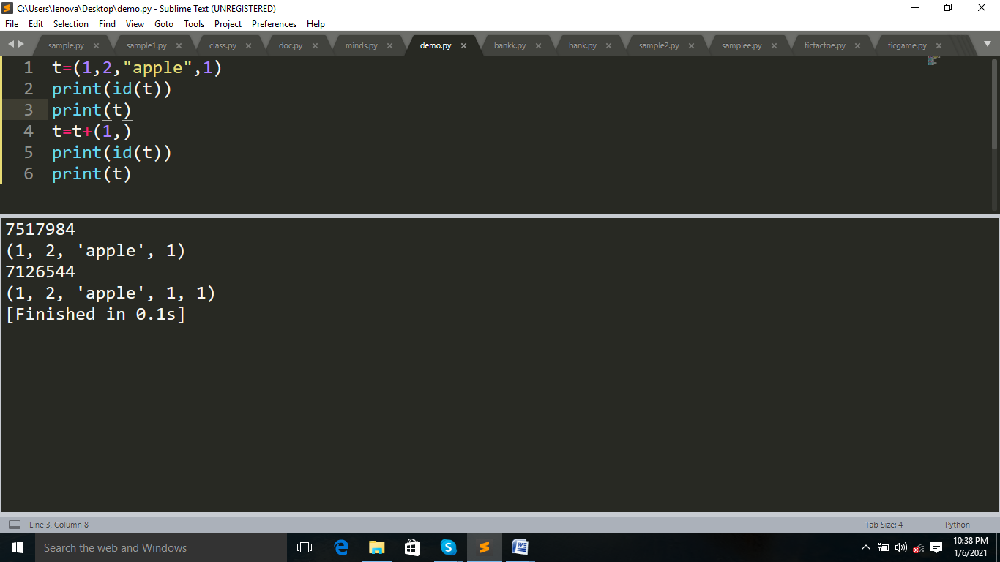 C:\Users\lenova\Desktop\demo.py - Sublime Text (UNREGISTERED)
File Edit Selection Find View Goto Tools Project Preferences Help
sample.py sample1.py class.py doc.py minds.py demo.py bankk.py bank.py sample2.py samplee.py tictactoe.py ticgame.py
1 t=(1,2,"apple",1)
2 print(id(t))
3 print(t)
4 t=t+(1,)
5 print(id(t))
6 print(t)
7517984
(1, 2, 'apple', 1)
7126544
(1, 2, 'apple', 1, 1)
[Finished in 0.1s]
Line 3, Column 8 Tab Size: 4 Python
Search the web and Windows
10:38 PM
1/6/2021